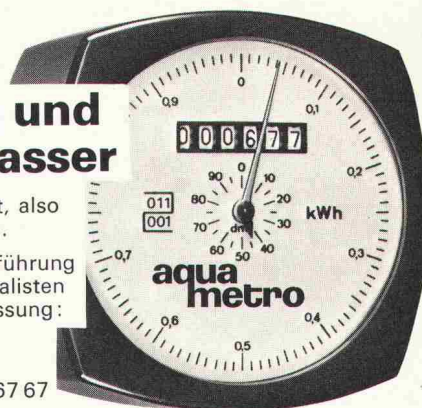 und
asser
t, also
.
führung
alisten
ssung:
67 67
0
0,1
0,2
0,3
0,4
0,5
0,6
0,7
0,9
000677
011
001
kWh
0
10
20
30
40
50
60
70
80
90
dm
aqua
metro